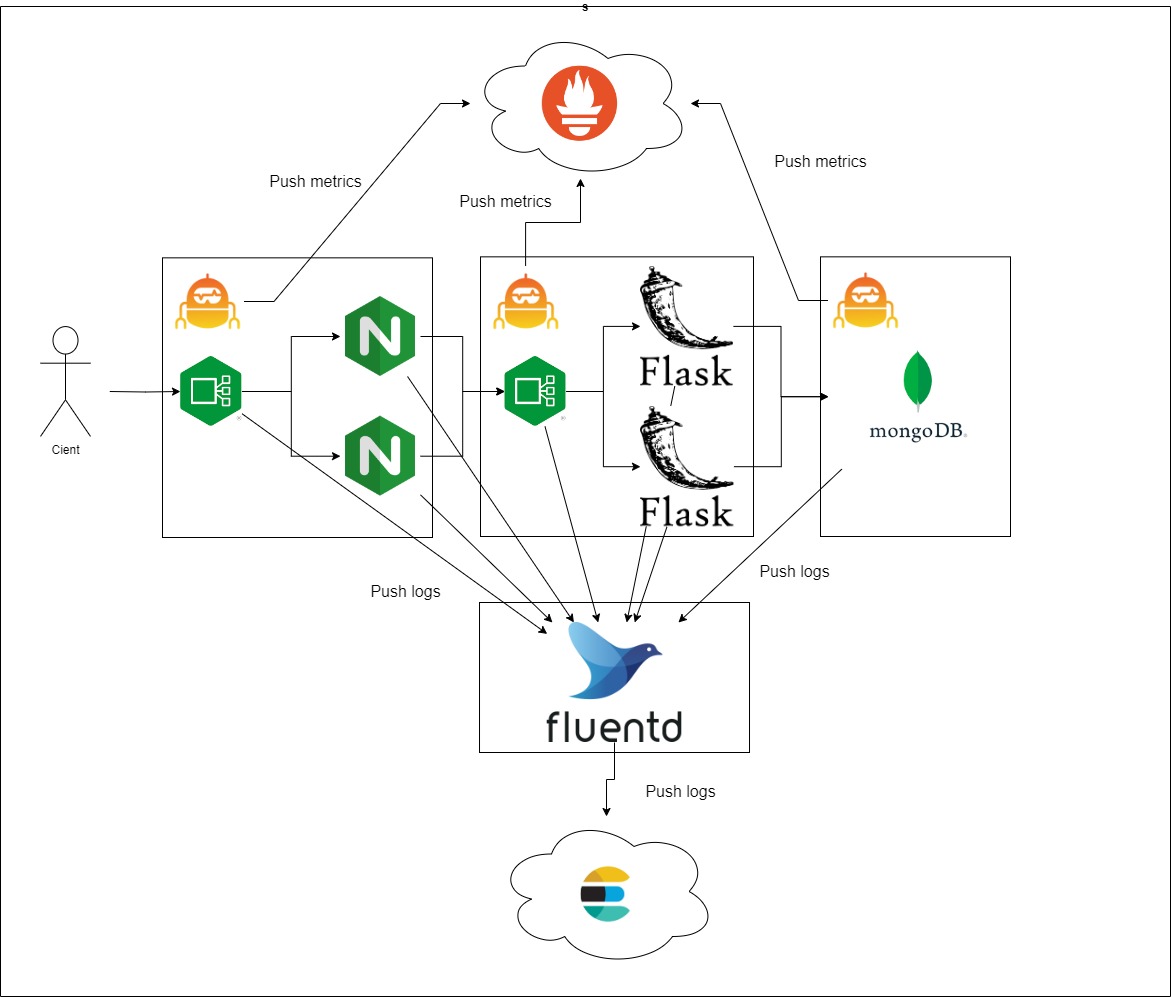 s
Push metrics
Push metrics
Push metrics
Flask
Flask
mongoDB.
Cient
Push logs
Push logs
fluentd
Push logs